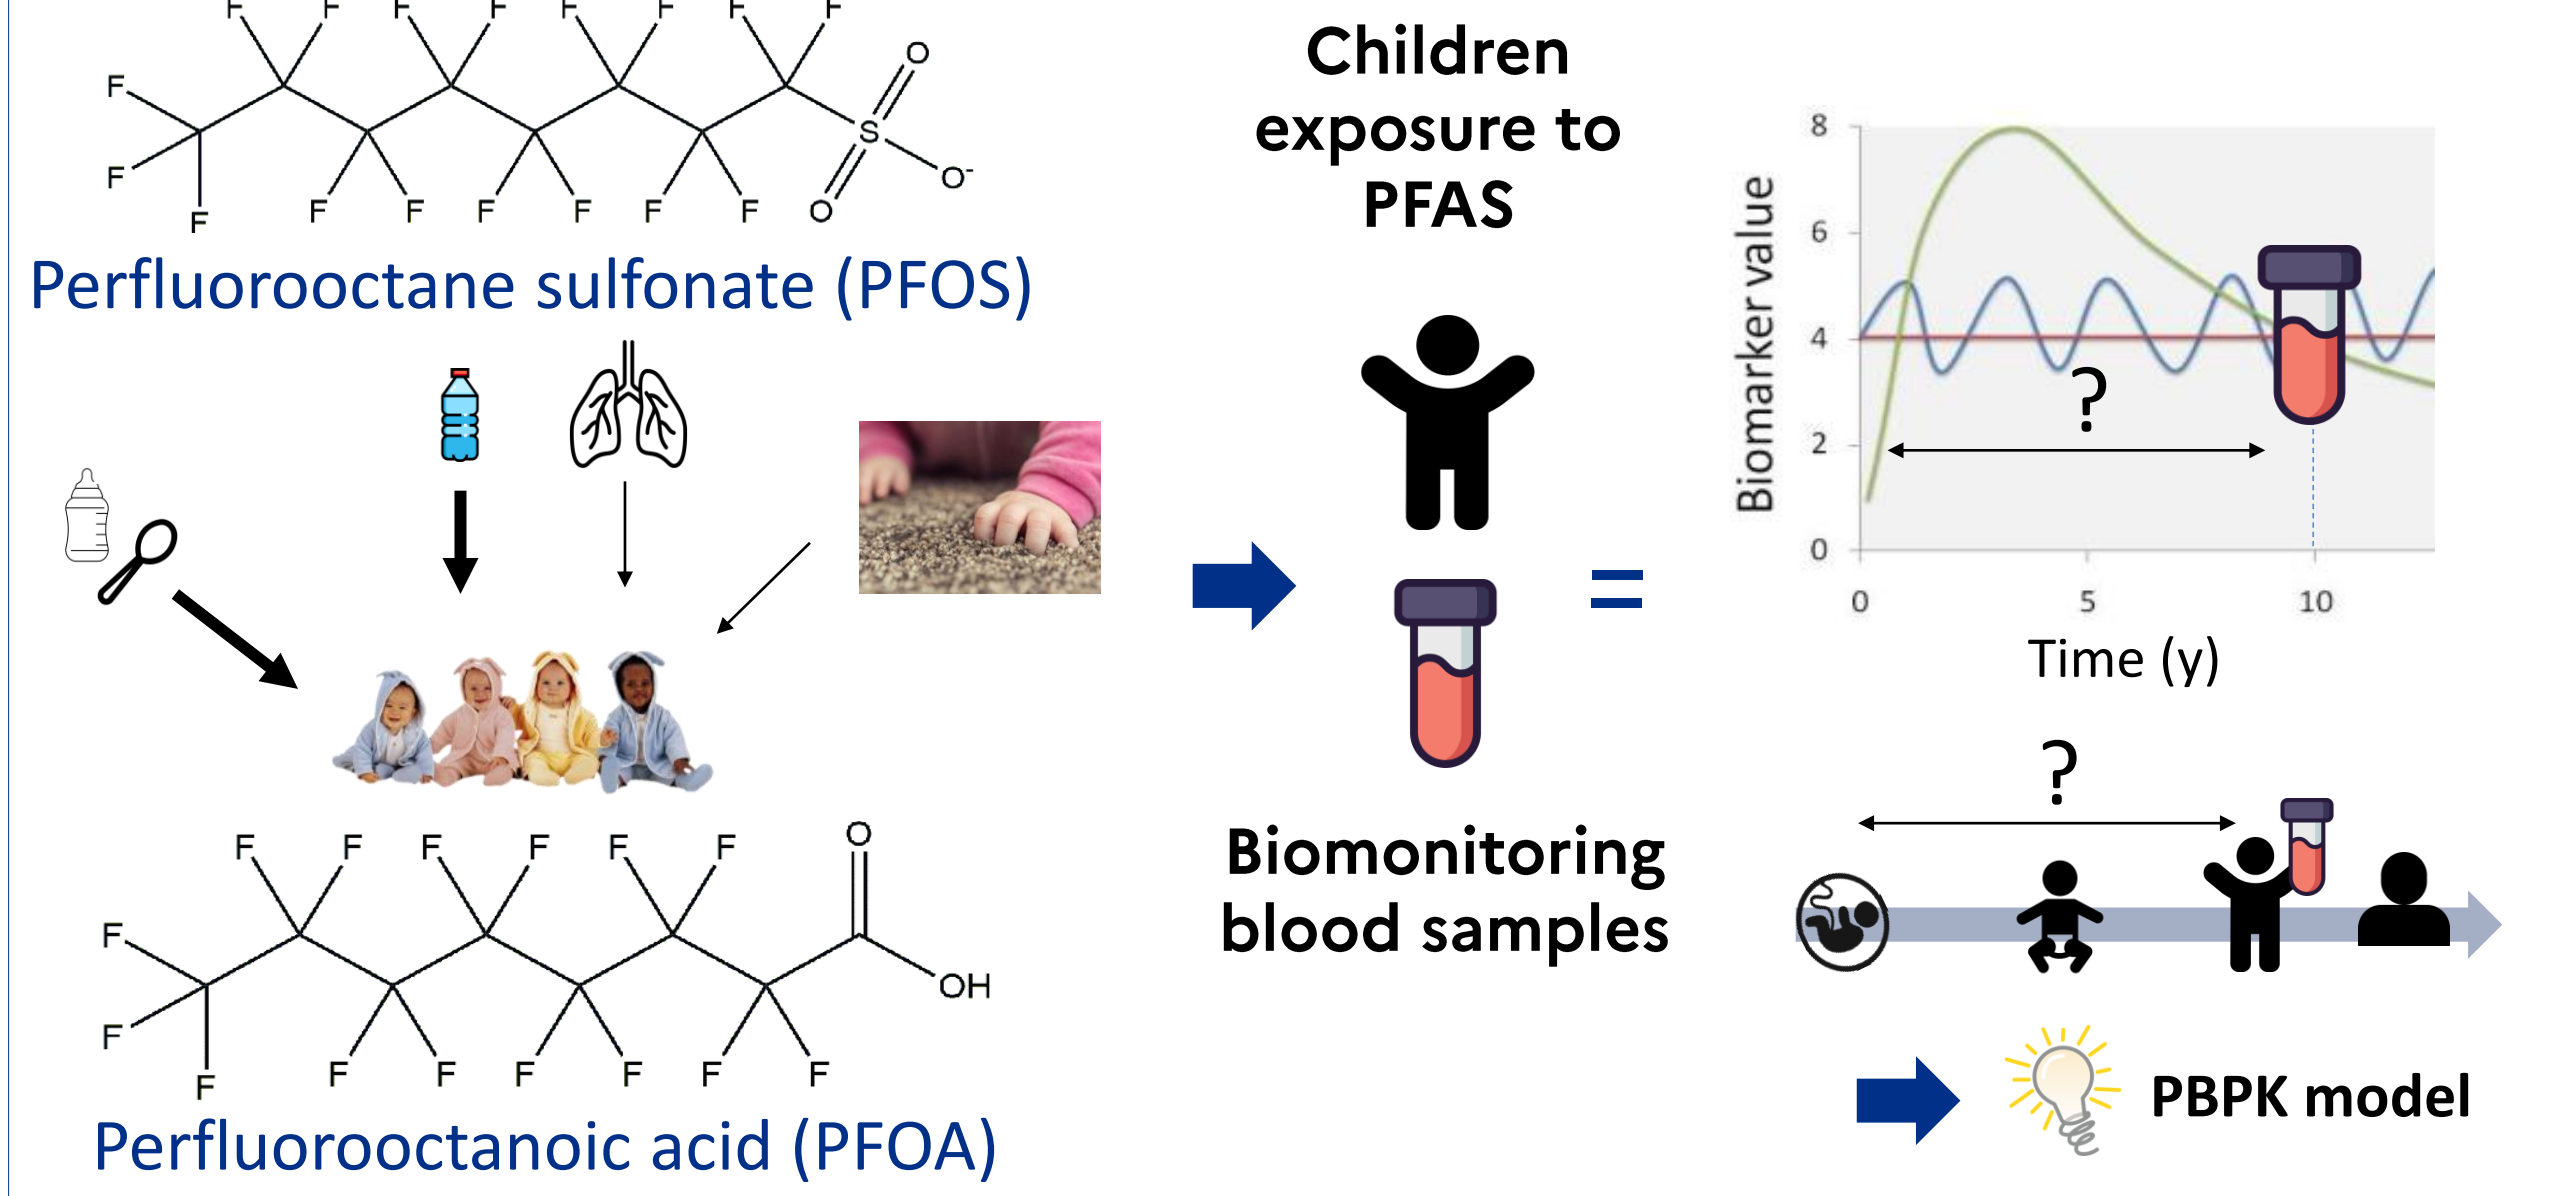 F F F F F F F F
F
O
S
F
O-
F F F F F F O
F
Perfluorooctane sulfonate (PFOS)
F F F F F F
O
F
OH
F
F F F F F F
F
Perfluorooctanoic acid (PFOA)
Children
exposure to
PFAS
=
Biomonitoring
blood samples
Biomarker value
8
6
4
2
0
?
0 5 10
Time (y)
?
PBPK model